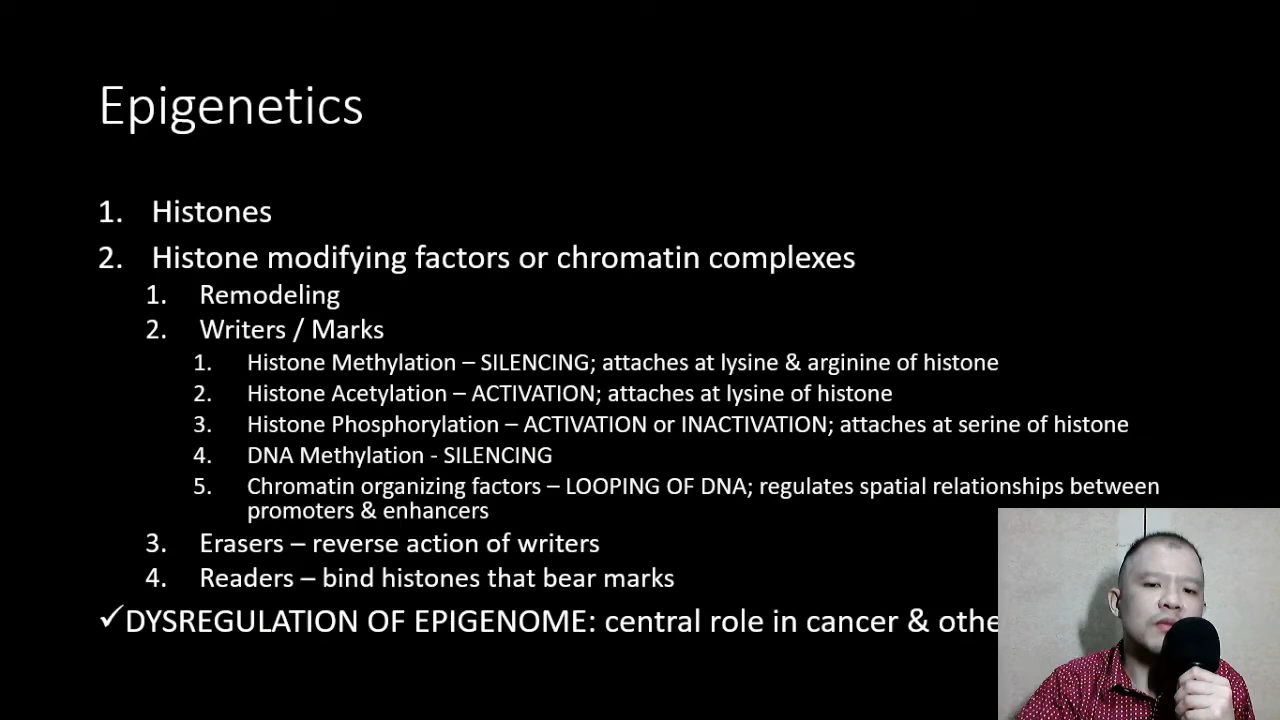 Epigenetics
1. Histones
2. Histone modifying factors or chromatin complexes
1. Remodeling
2. Writers / Marks
1. Histone Methylation – SILENCING; attaches at lysine & arginine of histone
2. Histone Acetylation – ACTIVATION; attaches at lysine of histone
3. Histone Phosphorylation – ACTIVATION or INACTIVATION; attaches at serine of histone
4. DNA Methylation - SILENCING
5. Chromatin organizing factors – LOOPING OF DNA; regulates spatial relationships between
promoters & enhancers
3. Erasers – reverse action of writers
4. Readers – bind histones that bear marks
✓DYSREGULATION OF EPIGENOME: central role in cancer &